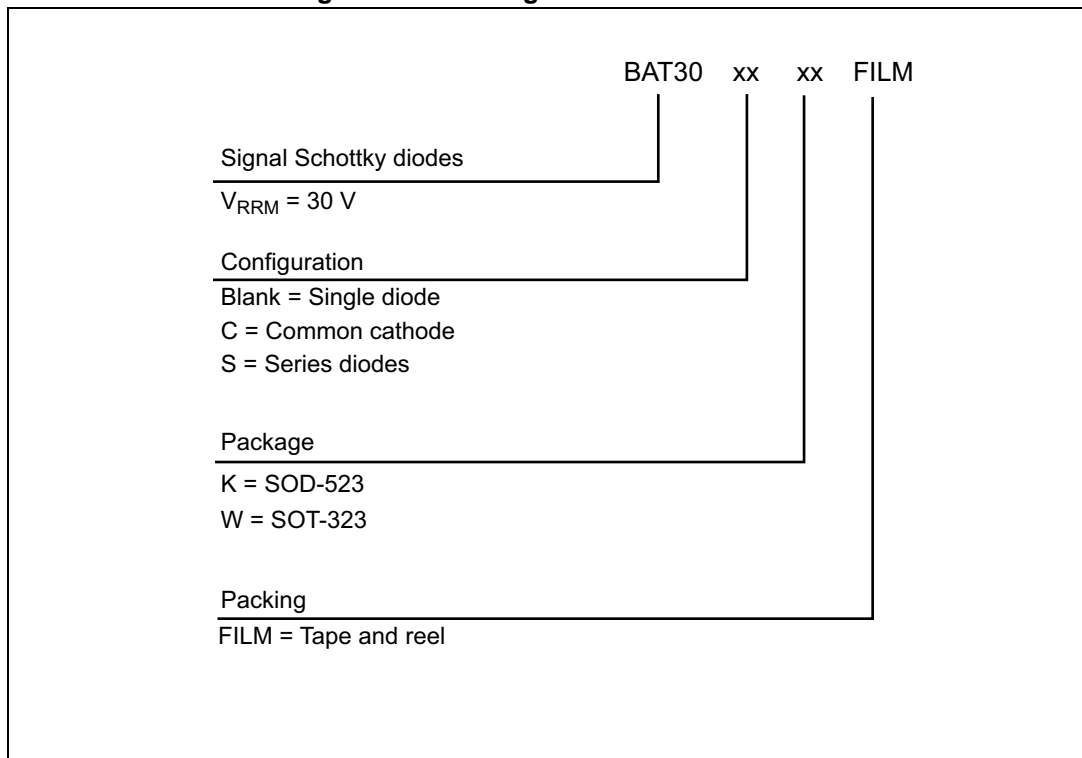 BAT30 xx xx FILM
Signal Schottky diodes
VRRM = 30 V
Configuration
Blank = Single diode
C = Common cathode
S = Series diodes
Package
K = SOD-523
W = SOT-323
Packing
FILM = Tape and reel